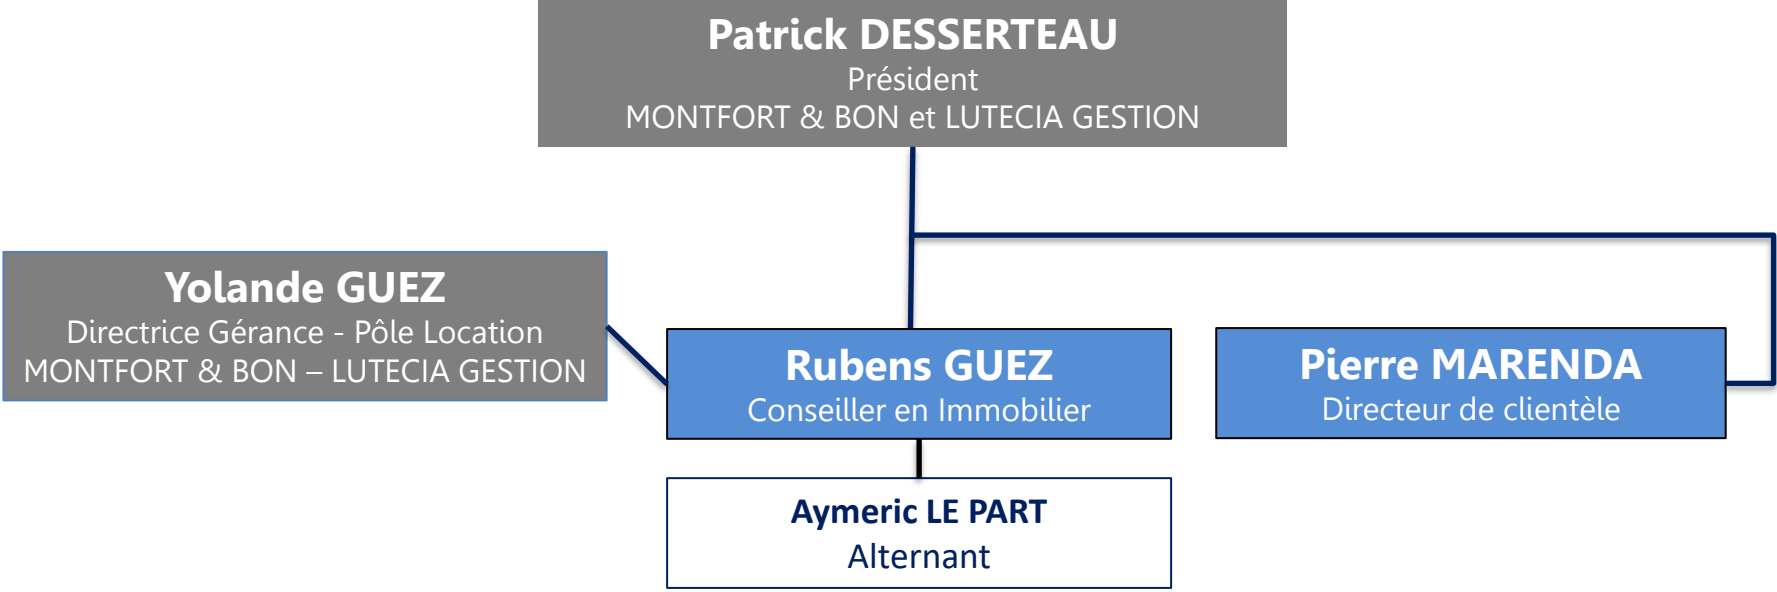 Patrick DESSERTEAU
Président
MONTFORT & BON et LUTECIA GESTION
Yolande GUEZ
Directrice Gérance - Pôle Location
MONTFORT & BON – LUTECIA GESTION
Rubens GUEZ
Conseiller en Immobilier
Pierre MARENDA
Directeur de clientèle
Aymeric LE PART
Alternant